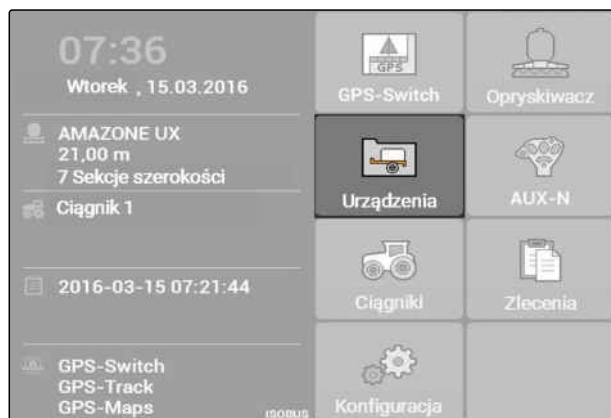 07:36
Wtorek , 15.03.2016
AMAZONE UX
21,00 m
7 Sekcje szerokości
Ciągnik 1
2016-03-15 07:21:44
GPS-Switch
GPS-Track
GPS-Maps
ISOBUS
GPS
GPS-Switch
Opryskiwacz
Urządzenia
AUX-N
Ciągniki
Zlecenia
Konfiguracja